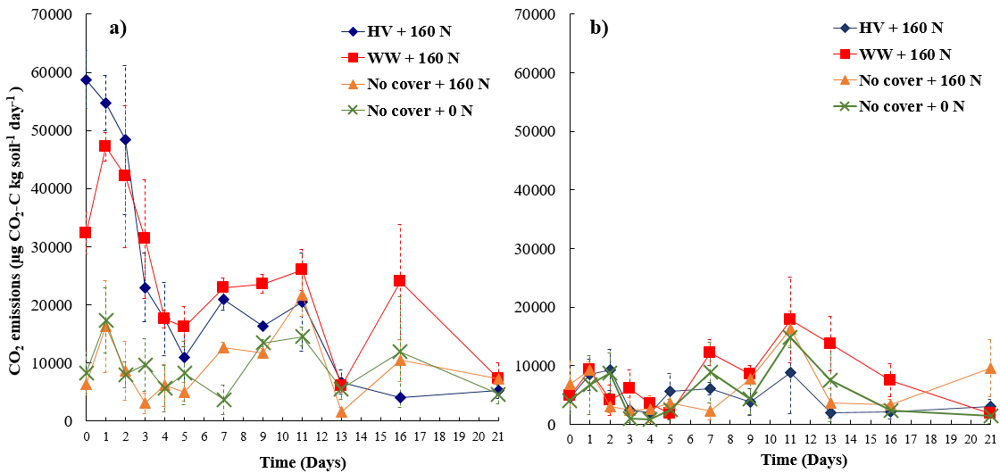 70000
60000
50000
40000
30000
20000
10000
0
CO2 emissions (µg CO2-C kg soil-1 day-1 )
a)
HV + 160 N
WW + 160 N
No cover + 160 N
No cover + 0 N
0 1 2 3 4 5 6 7 8 9 10 11 12 13 14 15 16 17 18 19 20 21
Time (Days)
70000
60000
50000
40000
30000
20000
10000
0
b)
HV + 160 N
WW + 160 N
No cover + 160 N
No cover + 0 N
0 1 2 3 4 5 6 7 8 9 10 11 12 13 14 15 16 17 18 19 20 21
Time (Days)